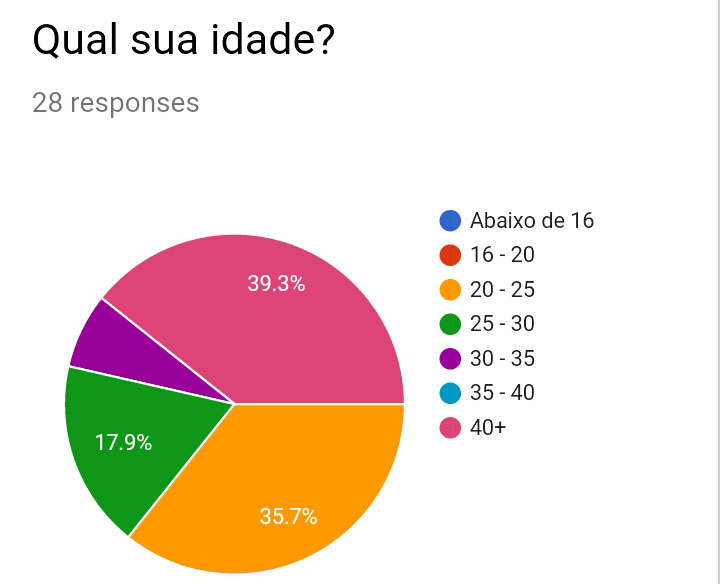 Qual sua idade?
28 responses
Abaixo de 16
16 - 20
20 - 25
25 - 30
30 - 35
35 - 40
40+
39.3%
17.9%
35.7%